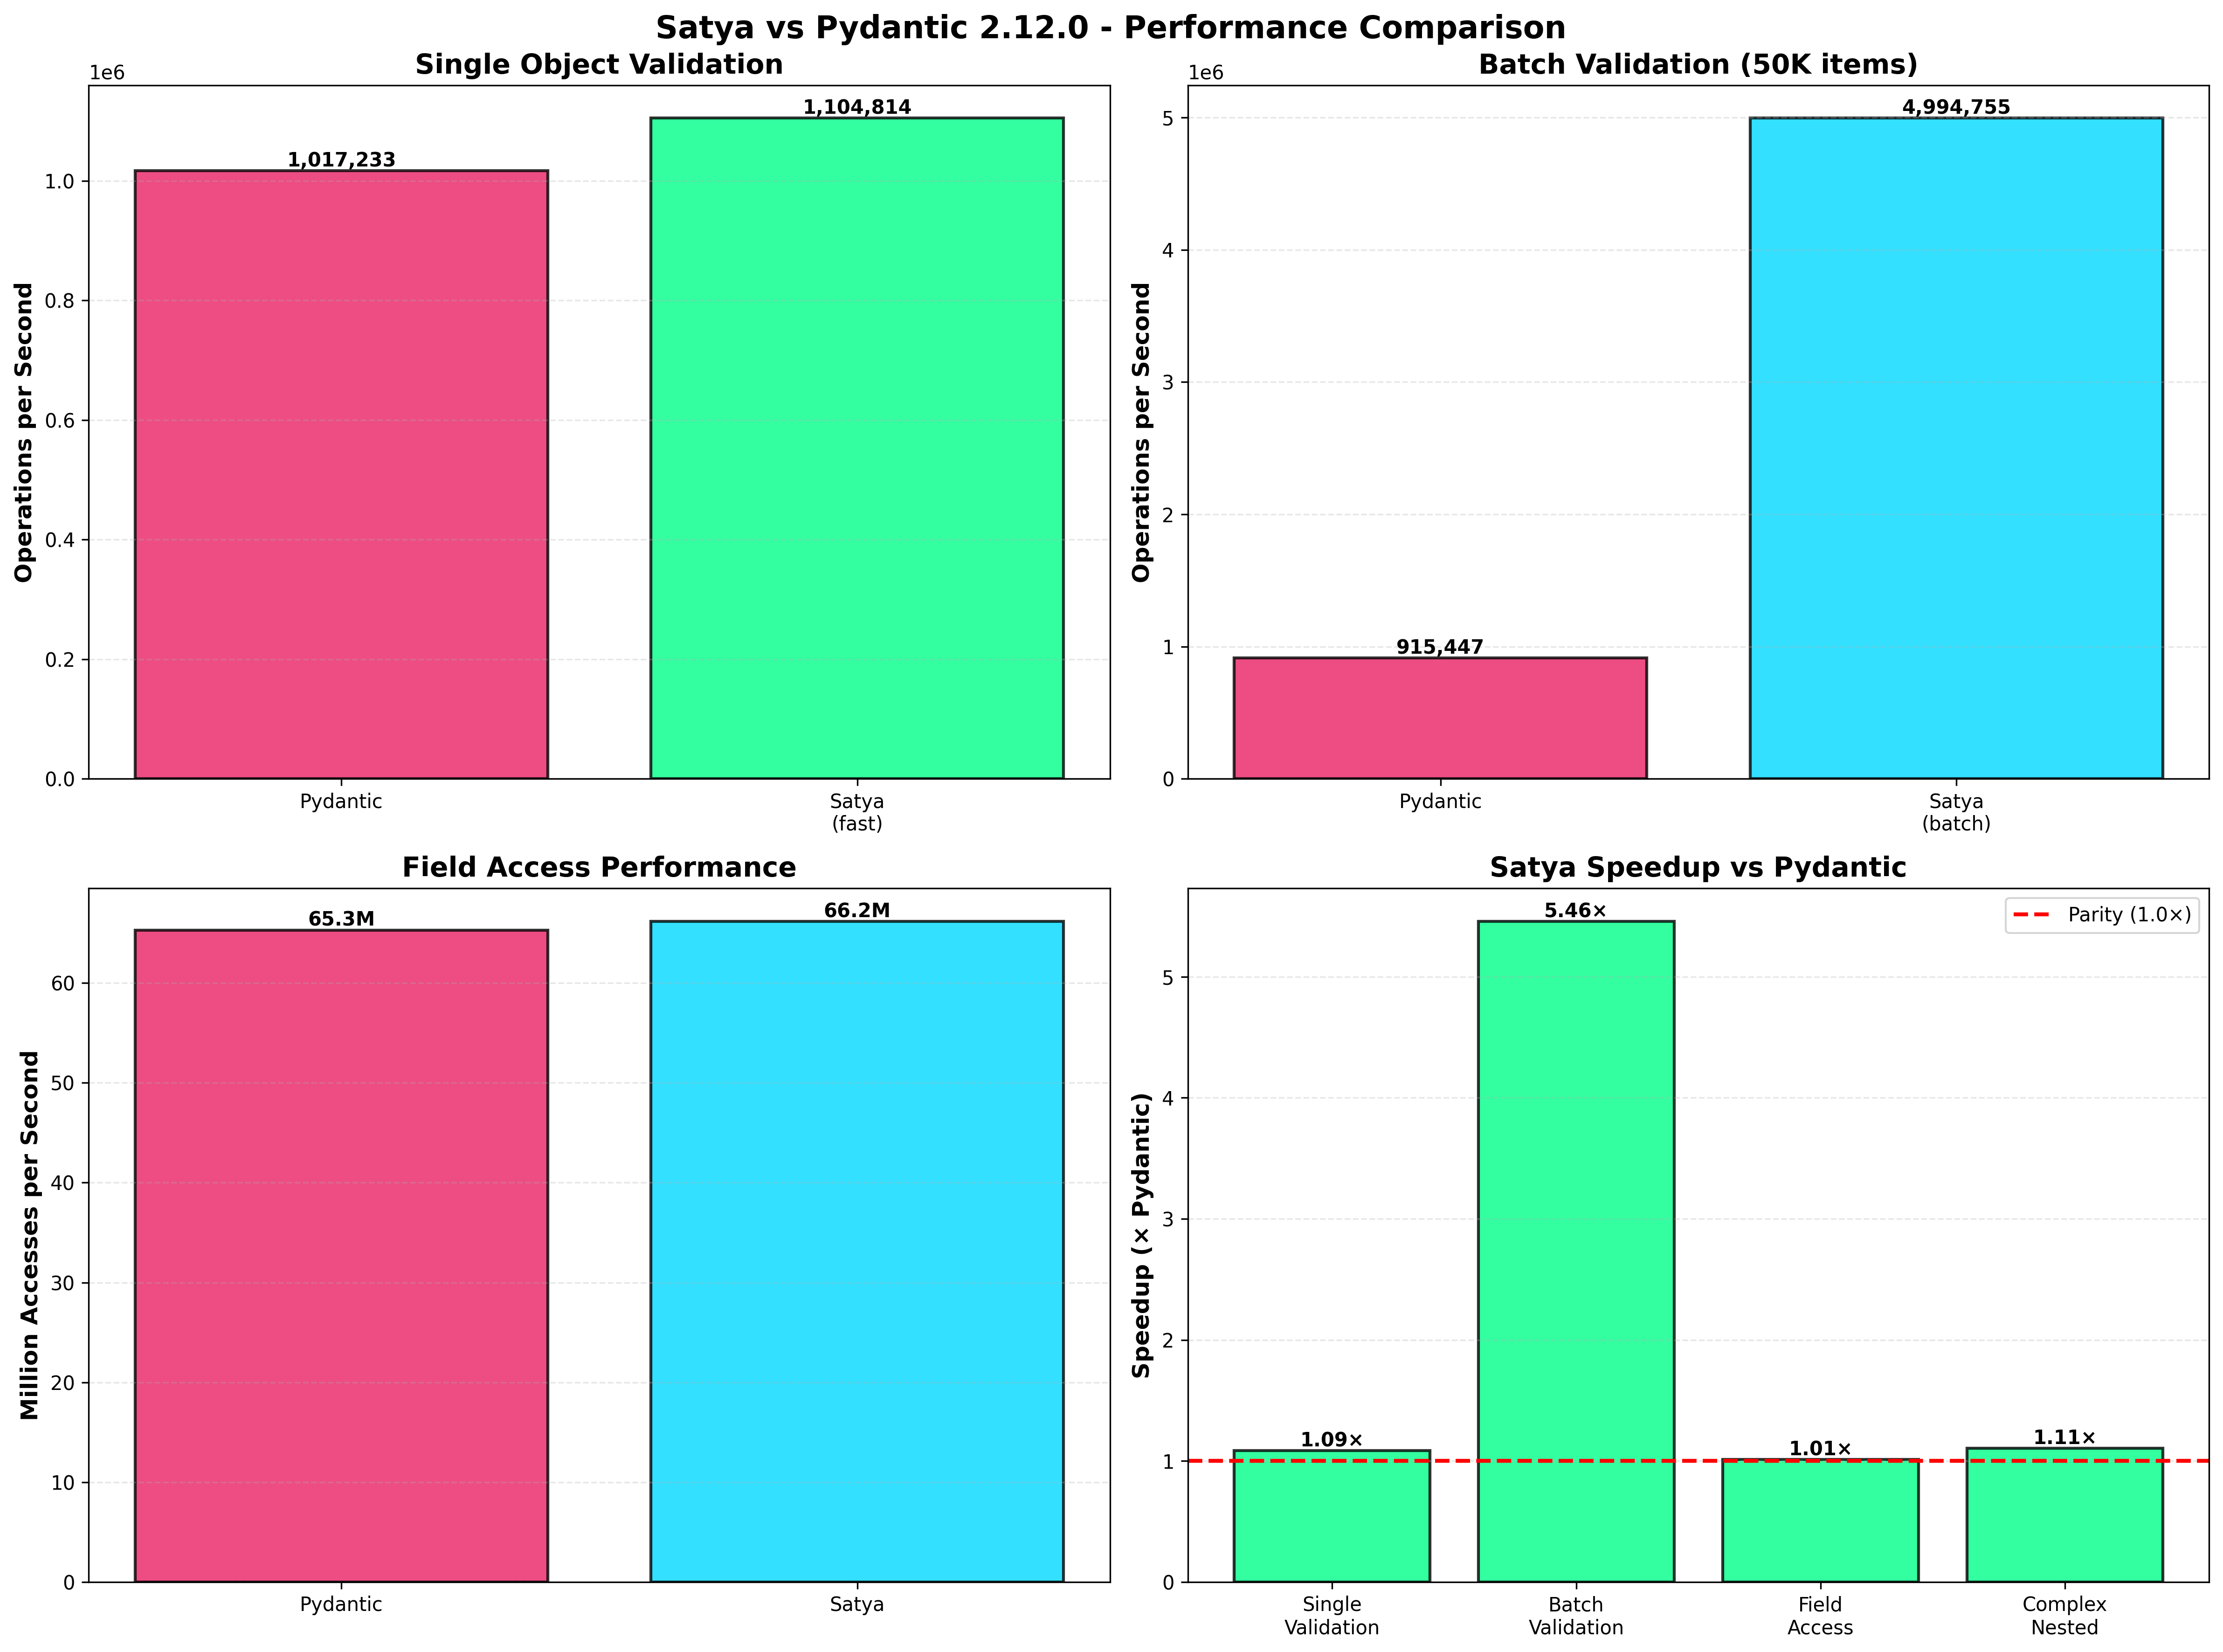 Satya vs Pydantic 2.12.0 - Performance Comparison
Single Object Validation
1e6
1,104,814
1,017,233
1.0
0.8
0.6
0.4
0.2
0.0
Operations per Second
Pydantic
Satya
(fast)
Batch Validation (50K items)
1e6
4,994,755
915,447
5
4
3
2
1
0
Operations per Second
Pydantic
Satya
(batch)
Field Access Performance
65.3M
66.2M
60
50
40
30
20
10
0
Million Accesses per Second
Pydantic
Satya
Satya Speedup vs Pydantic
Parity (1.0×)
5.46×
1.09×
1.01×
1.11×
5
4
3
2
1
0
Speedup (× Pydantic)
Single
Validation
Batch
Validation
Field
Access
Complex
Nested